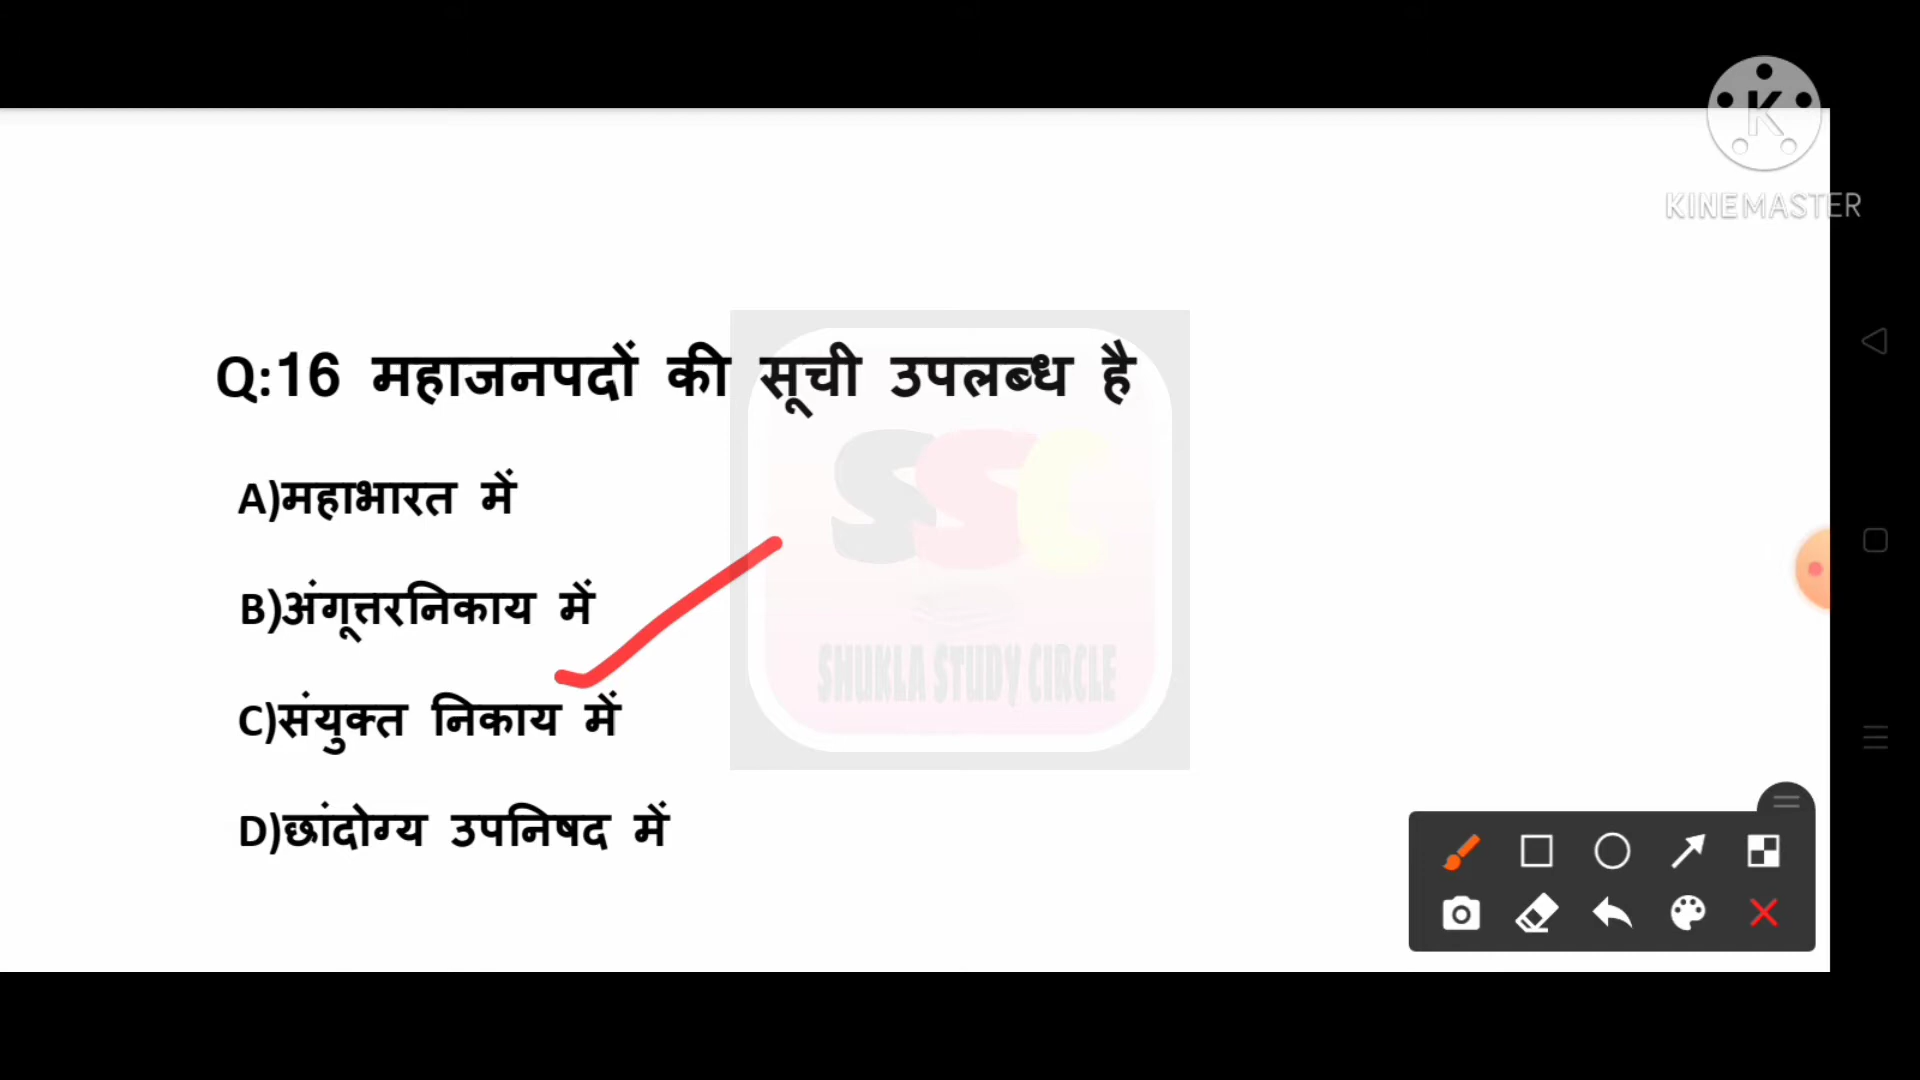 KINEMASTER
Q:16 महाजनपदों की सूची उपलब्ध है
A)महाभारत में
B)अंगूत्तरनिकाय में
C)संयुक्त निकाय में
D)छांदोग्य उपनिषद में
SSC
SHUKLA STUDY CIRCLE